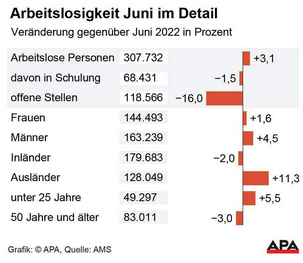 Arbeitslosigkeit Juni im Detail
Veränderung gegenüber Juni 2022 in Prozent
Arbeitslose Personen 307.732 +3,1
davon in Schulung 68.431 −1,5
offene Stellen 118.566 −16,0
Frauen 144.493 +1,6
Männer 163.239 +4,5
Inländer 179.683 −2,0
Ausländer 128.049 +11,3
unter 25 Jahre 49.297 +5,5
50 Jahre und älter 83.011 −3,0
Grafik: © APA, Quelle: AMS APA